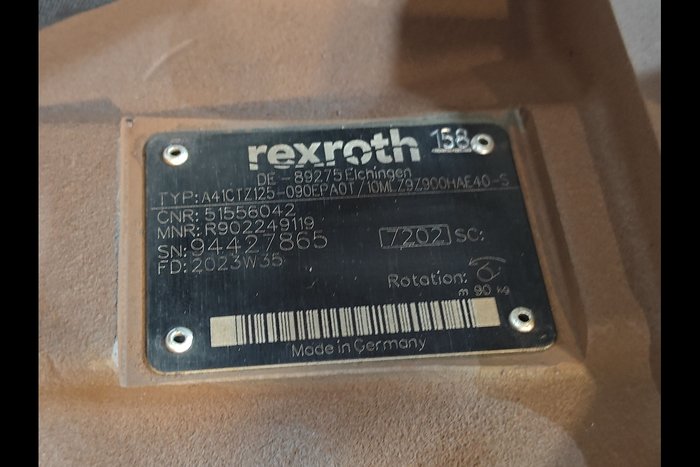 rexroth 158
DE-89275 Elchingen
TYP: A41CTZ125-090EPA0T/10MLZ9Z900HAE40-S
CNR: 51556042
MNR: R902249119
SN: 94427865 7202 SC:
FD: 2023W35
Rotation:
m 90 kg
Made in Germany